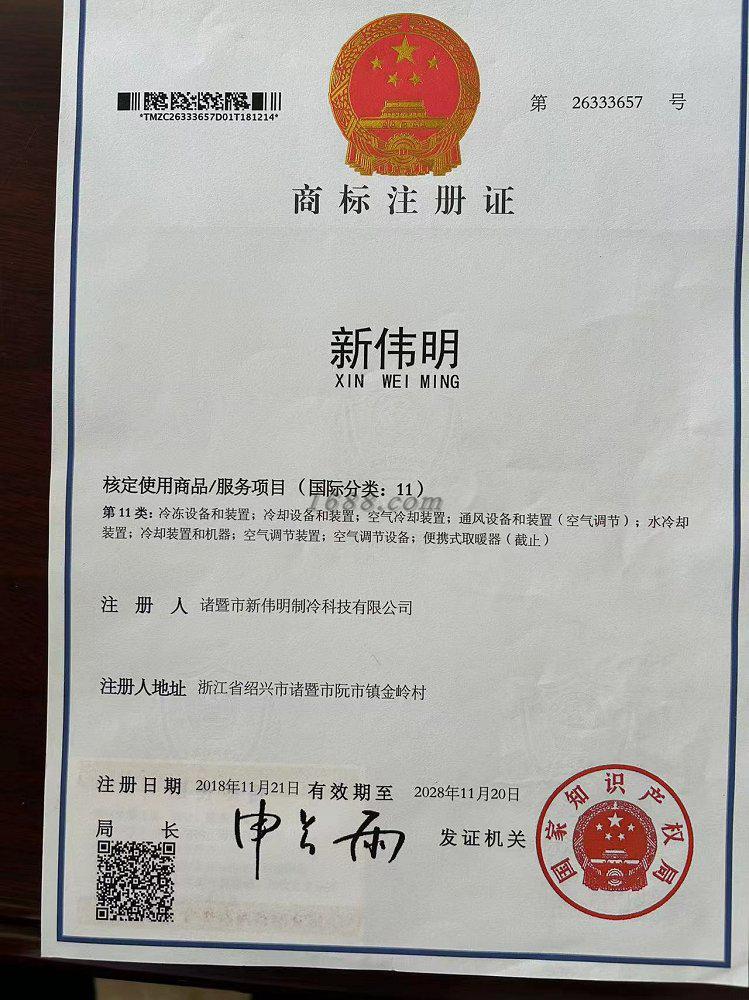 第 26333657 号
*TMZC26333657D01T181214*
商标注册证
新伟明
XIN WEI MING
核定使用商品/服务项目（国际分类：11）
1688.com
第 11 类：冷冻设备和装置；冷却设备和装置；空气冷却装置；通风设备和装置（空气调节）；水冷却
装置；冷却装置和机器；空气调节装置；空气调节设备；便携式取暖器（截止）
注 册 人 诸暨市新伟明制冷科技有限公司
注册人地址 浙江省绍兴市诸暨市阮市镇金岭村
注册日期 2018年11月21日 有效期至 2028年11月20日
局 长 申长雨 发证机关
国家知识产权局